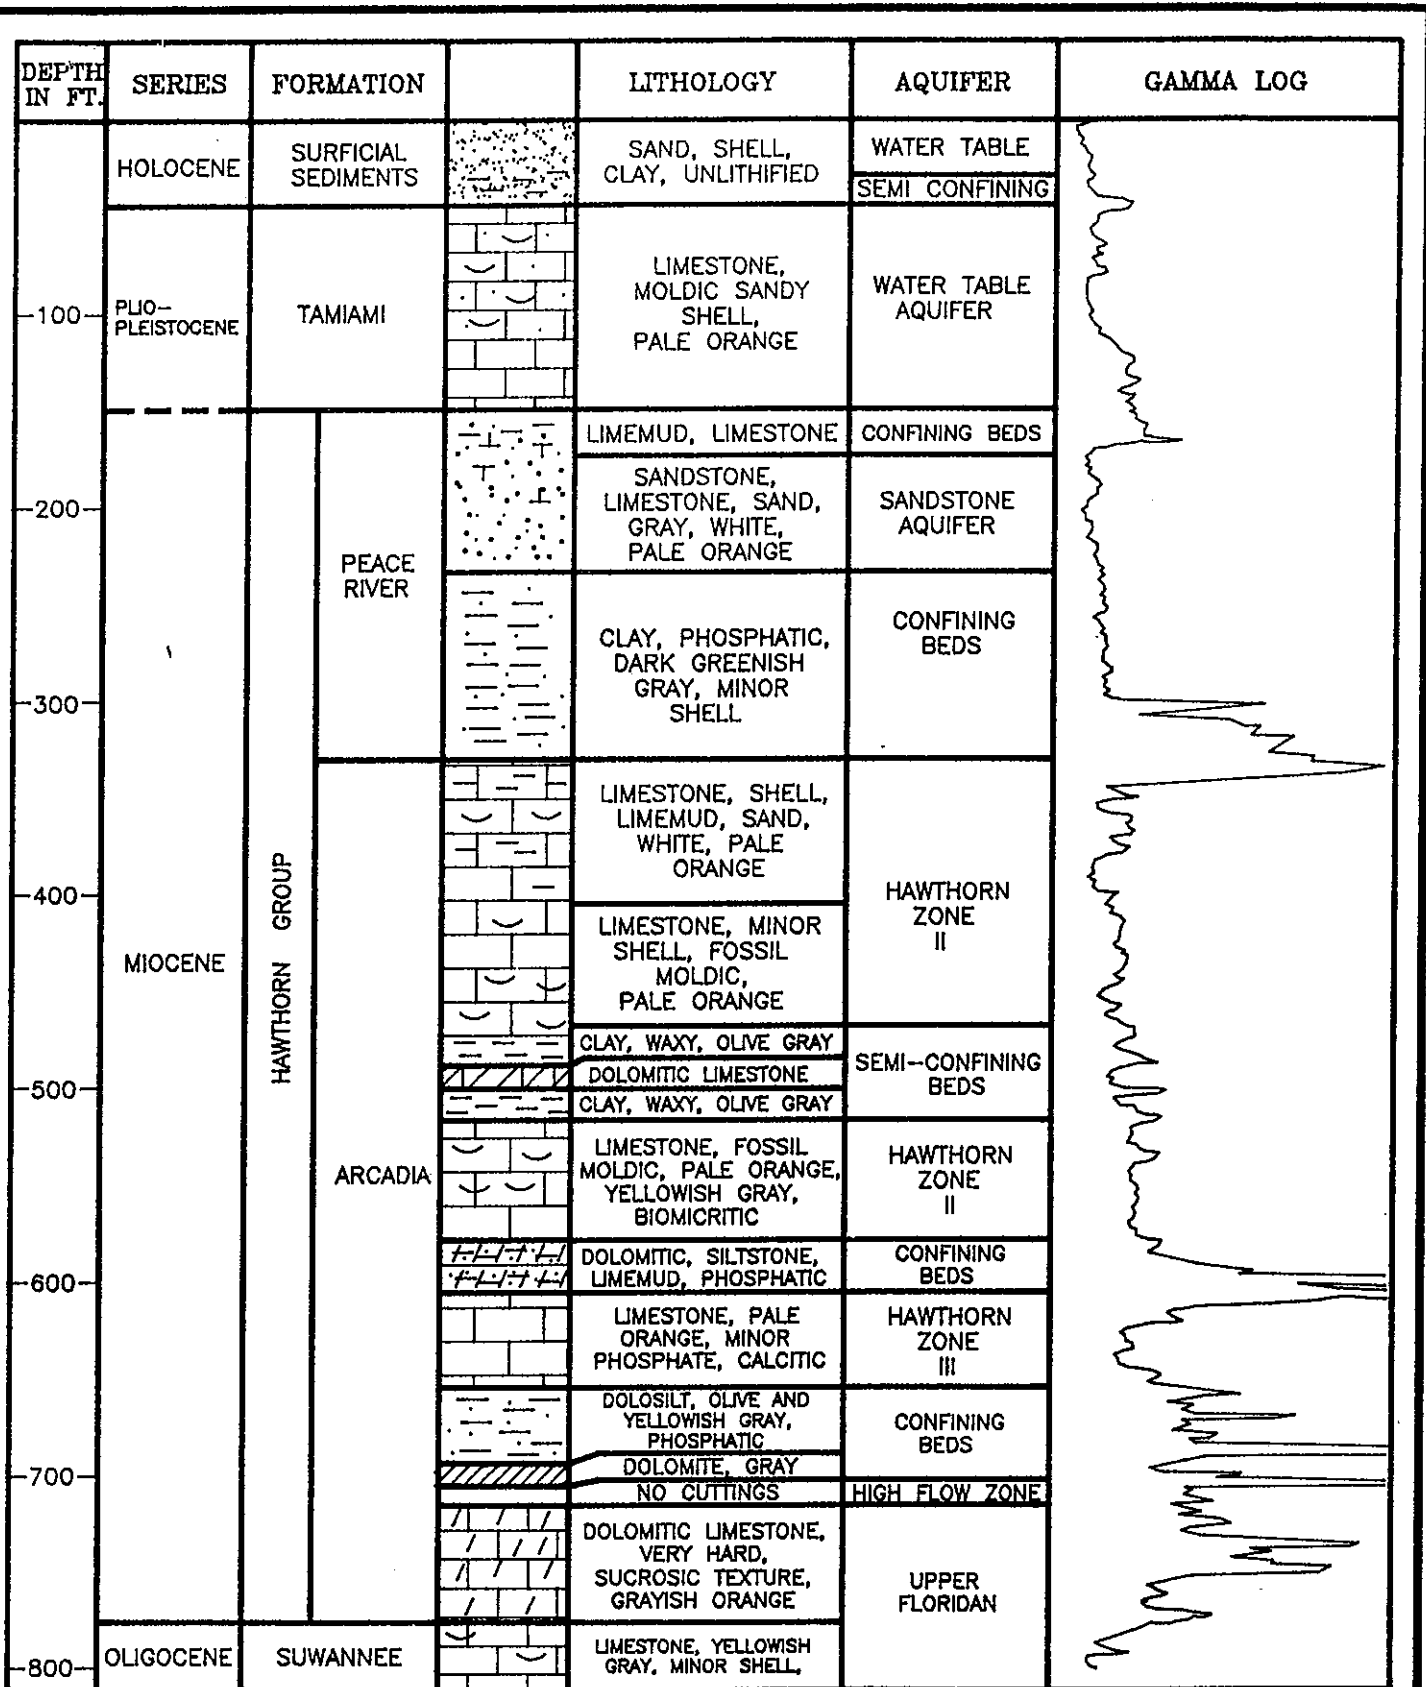 DEPTH IN FT.
SERIES
FORMATION
LITHOLOGY
AQUIFER
GAMMA LOG
HOLOCENE
SURFICIAL
SEDIMENTS
SAND, SHELL,
CLAY, UNLITHIFIED
WATER TABLE
SEMI CONFINING
-100-
PLIO-
PLEISTOCENE
TAMIAMI
LIMESTONE,
MOLDIC SANDY
SHELL,
PALE ORANGE
WATER TABLE
AQUIFER
LIMEMUD, LIMESTONE
CONFINING BEDS
-200-
SANDSTONE,
LIMESTONE, SAND,
GRAY, WHITE,
PALE ORANGE
SANDSTONE
AQUIFER
PEACE
RIVER
CLAY, PHOSPHATIC,
DARK GREENISH
GRAY, MINOR
SHELL
CONFINING
BEDS
-300-
LIMESTONE, SHELL,
LIMEMUD, SAND,
WHITE, PALE
ORANGE
-400-
HAWTHORN
ZONE
II
MIOCENE
HAWTHORN GROUP
LIMESTONE, MINOR
SHELL, FOSSIL
MOLDIC,
PALE ORANGE
CLAY, WAXY, OLIVE GRAY
DOLOMITIC LIMESTONE
SEMI-CONFINING
BEDS
-500-
CLAY, WAXY, OLIVE GRAY
ARCADIA
LIMESTONE, FOSSIL
MOLDIC, PALE ORANGE,
YELLOWISH GRAY,
BIOMICRITIC
HAWTHORN
ZONE
II
DOLOMITIC, SILTSTONE,
LIMEMUD, PHOSPHATIC
CONFINING
BEDS
-600-
LIMESTONE, PALE
ORANGE, MINOR
PHOSPHATE, CALCITIC
HAWTHORN
ZONE
III
DOLOSILT, OLIVE AND
YELLOWISH GRAY,
PHOSPHATIC
CONFINING
BEDS
-700-
DOLOMITE, GRAY
NO CUTTINGS
HIGH FLOW ZONE
DOLOMITIC LIMESTONE,
VERY HARD,
SUCROSIC TEXTURE,
GRAYISH ORANGE
UPPER
FLORIDAN
-800-
OLIGOCENE
SUWANNEE
LIMESTONE, YELLOWISH
GRAY, MINOR SHELL,